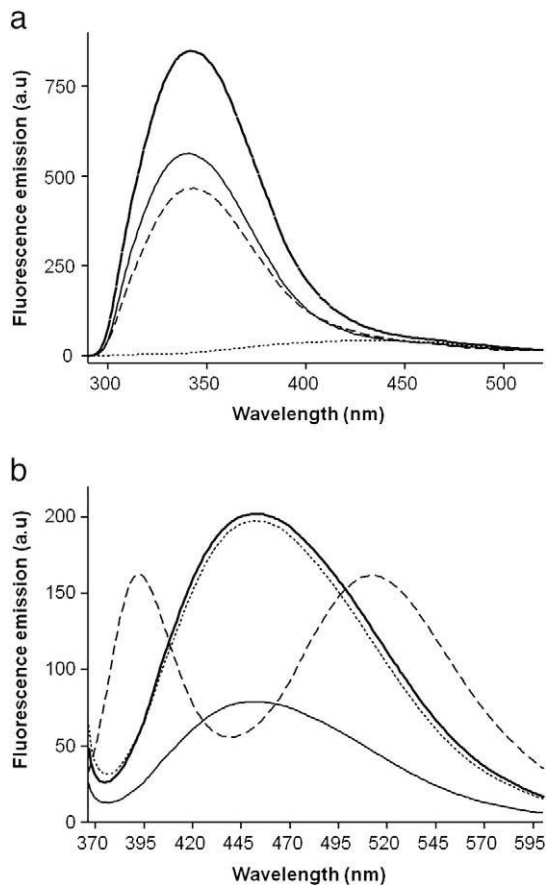 a
Fluorescence emission (a.u)
750
500
250
0
300 350 400 450 500
Wavelength (nm)
b
Fluorescence emission (a.u)
200
150
100
50
0
370 395 420 445 470 495 520 545 570 595
Wavelength (nm)